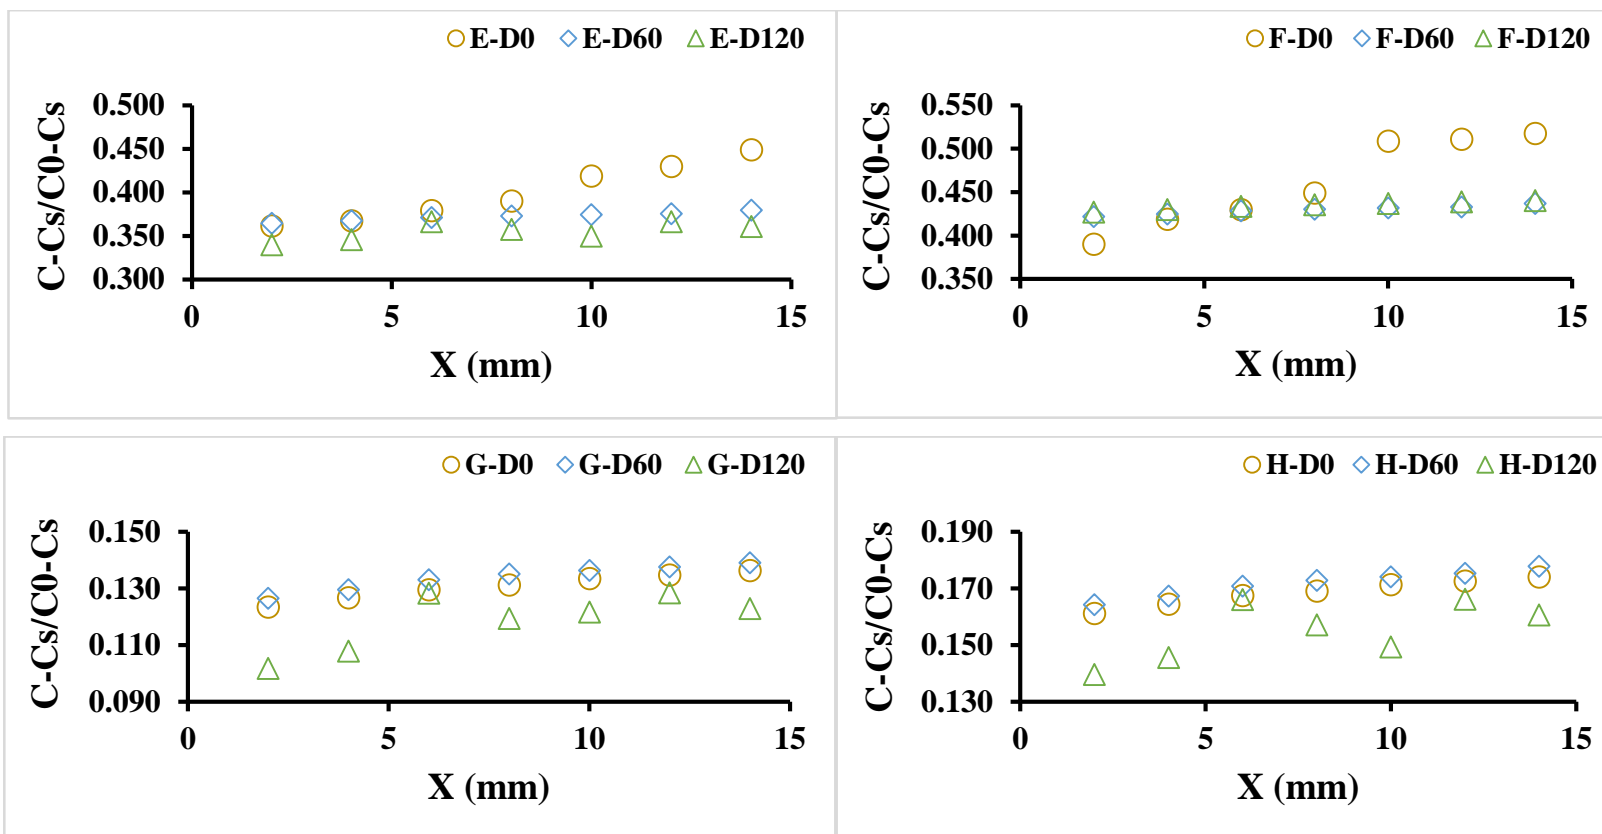 E-D0 E-D60 E-D120
0.500
0.450
0.400
0.350
0.300
C-Cs/C0-Cs
0 5 10 15
X (mm)
F-D0 F-D60 F-D120
0.550
0.500
0.450
0.400
0.350
C-Cs/C0-Cs
0 5 10 15
X (mm)
G-D0 G-D60 G-D120
0.150
0.130
0.110
0.090
C-Cs/C0-Cs
0 5 10 15
X (mm)
H-D0 H-D60 H-D120
0.190
0.170
0.150
0.130
C-Cs/C0-Cs
0 5 10 15
X (mm)